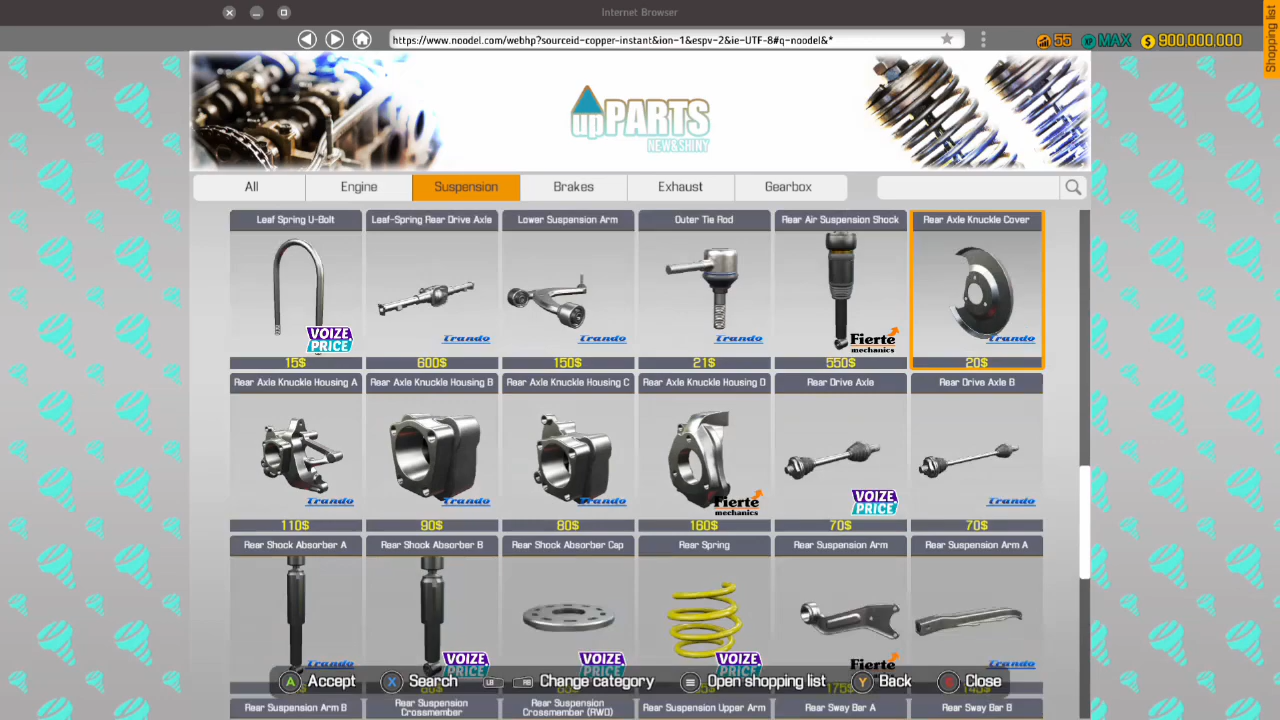 Internet Browser
https://www.noodel.com/webhp?sourceid-copper-instant&ion-1&espv-2&ie-UTF-8#q-noodel&*
55 XP MAX $ 900,000,000
Shopping list
upPARTS
NEW&SHINY
All Engine Suspension Brakes Exhaust Gearbox
Leaf Spring U-Bolt Leaf-Spring Rear Drive Axle Lower Suspension Arm Outer Tie Rod Rear Air Suspension Shock Rear Axle Knuckle Cover
VOIZE PRICE Trando Trando Trando Fierte mechanics Trando
15$ 600$ 150$ 21$ 550$ 20$
Rear Axle Knuckle Housing A Rear Axle Knuckle Housing B Rear Axle Knuckle Housing C Rear Axle Knuckle Housing D Rear Drive Axle Rear Drive Axle B
Trando Trando Trando Fierte mechanics VOIZE PRICE Trando
110$ 90$ 80$ 160$ 70$ 70$
Rear Shock Absorber A Rear Shock Absorber B Rear Shock Absorber Cap Rear Spring Rear Suspension Arm Rear Suspension Arm A
Trando VOIZE PRICE VOIZE PRICE VOIZE PRICE Fierte Trando
A Accept X Search LB RB Change category Open shopping list Y Back B Close
175$
Rear Suspension Arm B Rear Suspension Crossmember Rear Suspension Crossmember (RWD) Rear Suspension Upper Arm Rear Sway Bar A Rear Sway Bar B